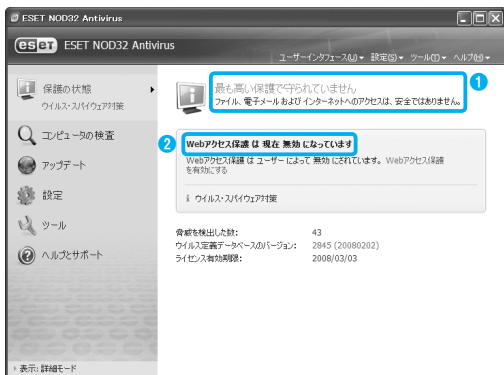 ESET NOD32 Antivirus
eset ESET NOD32 Antivirus
ユーザーインタフェース(U) 設定(S) ツール(T) ヘルプ(H)
保護の状態
ウイルス・スパイウェア対策
コンピュータの検査
アップデート
設定
ツール
ヘルプとサポート
表示: 詳細モード
1
最も高い保護で守られていません
ファイル、電子メール および インターネットへのアクセスは、安全ではありません。
2
Webアクセス保護 は 現在 無効 になっています
Webアクセス保護 は ユーザー によって 無効 にされています。 Webアクセス保護
を有効にする
i ウイルス・スパイウェア対策
脅威を検出した数: 43
ウイルス定義データベースのバージョン: 2845 (20080202)
ライセンス有効期限: 2008/03/03